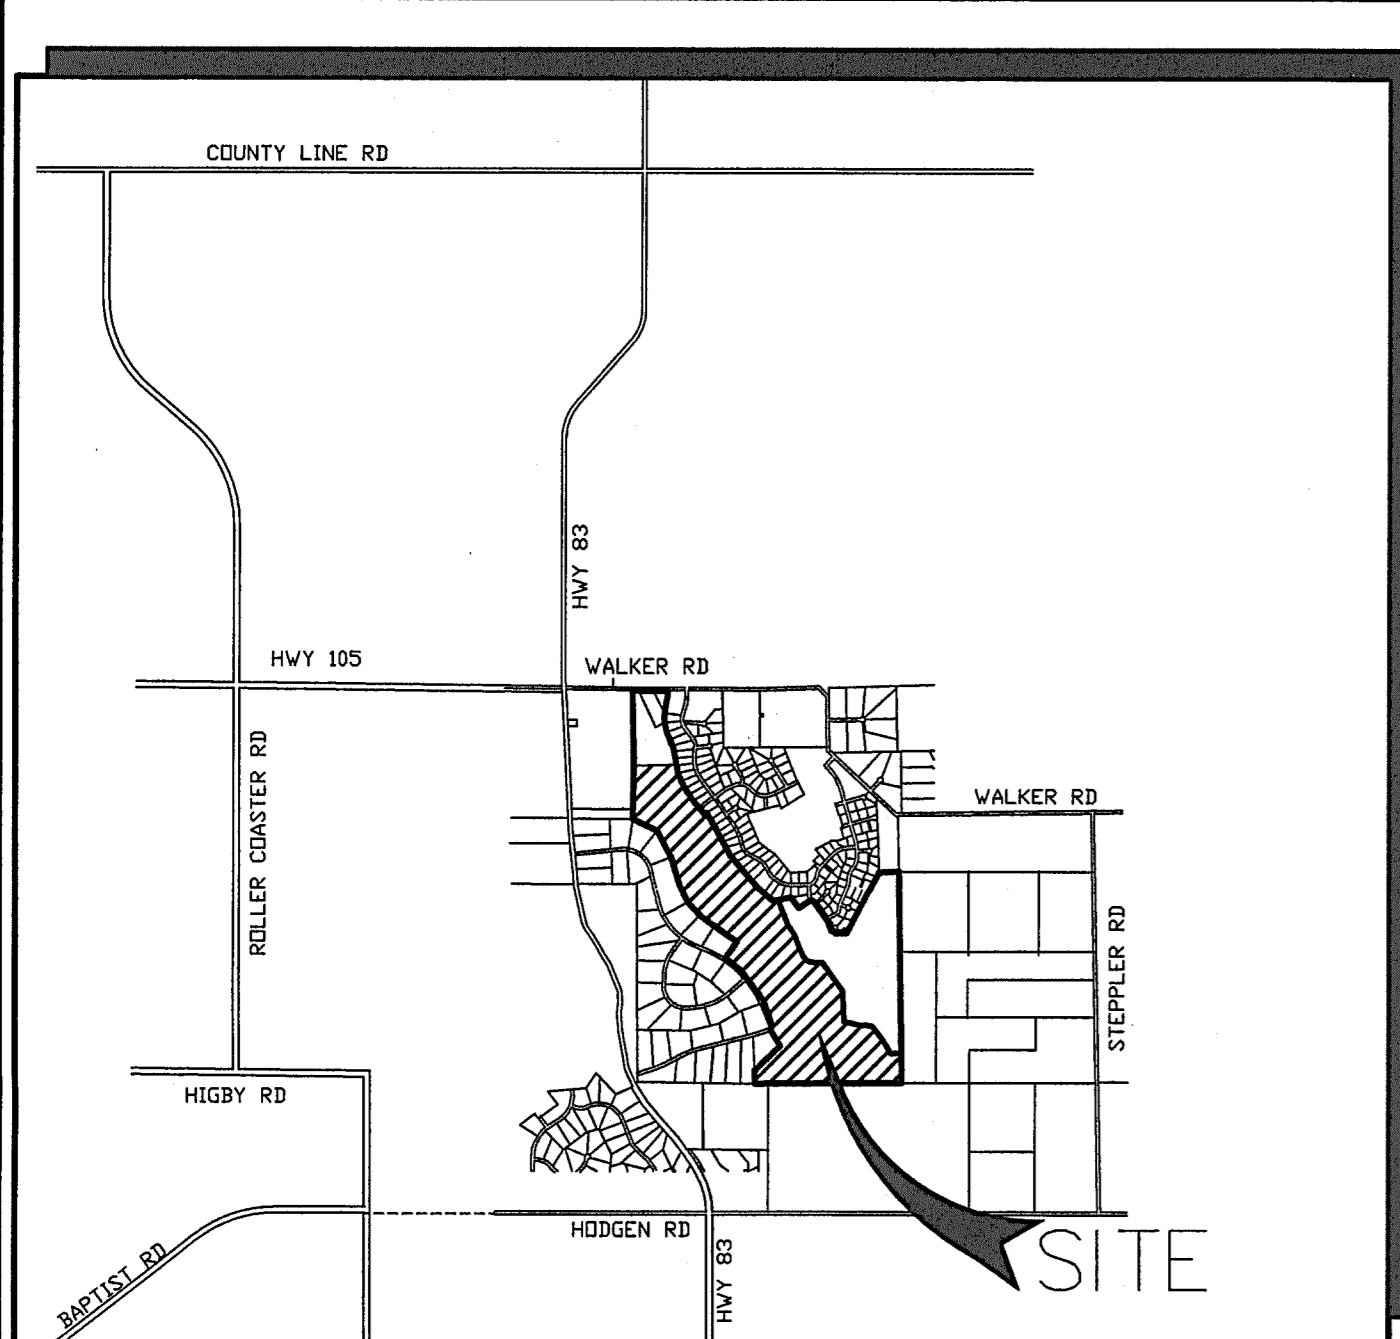 COUNTY LINE RD
HWY 83
HWY 105
WALKER RD
ROLLER COASTER RD
WALKER RD
STEPPLER RD
HIGBY RD
HODGEN RD
SITE
BAPTIST RD
HWY 83